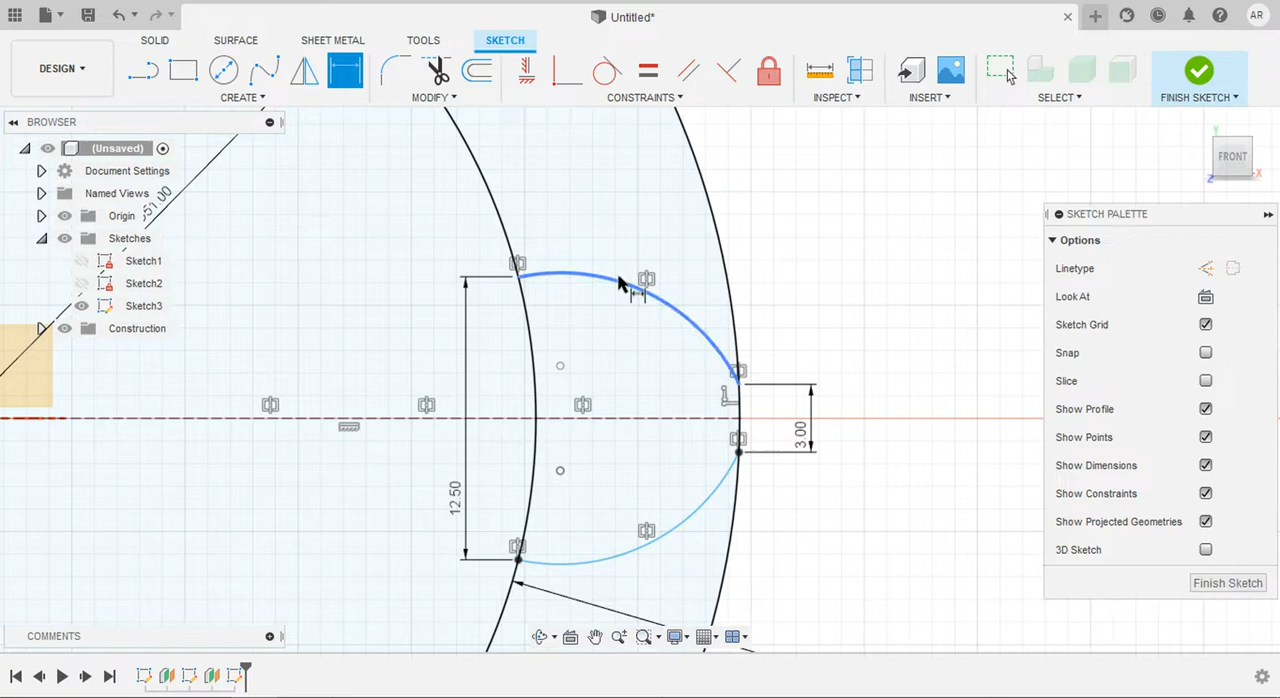 Untitled*
AR
DESIGN
SOLID
SURFACE
SHEET METAL
TOOLS
SKETCH
CREATE
MODIFY
CONSTRAINTS
INSPECT
INSERT
SELECT
FINISH SKETCH
BROWSER
(Unsaved)
Document Settings
Named Views
Origin
Sketches
Sketch1
Sketch2
Sketch3
Construction
Y
FRONT
Z
X
SKETCH PALETTE
Options
Linetype
Look At
Sketch Grid
Snap
Slice
Show Profile
Show Points
Show Dimensions
Show Constraints
Show Projected Geometries
3D Sketch
Finish Sketch
12.50
3.00
COMMENTS